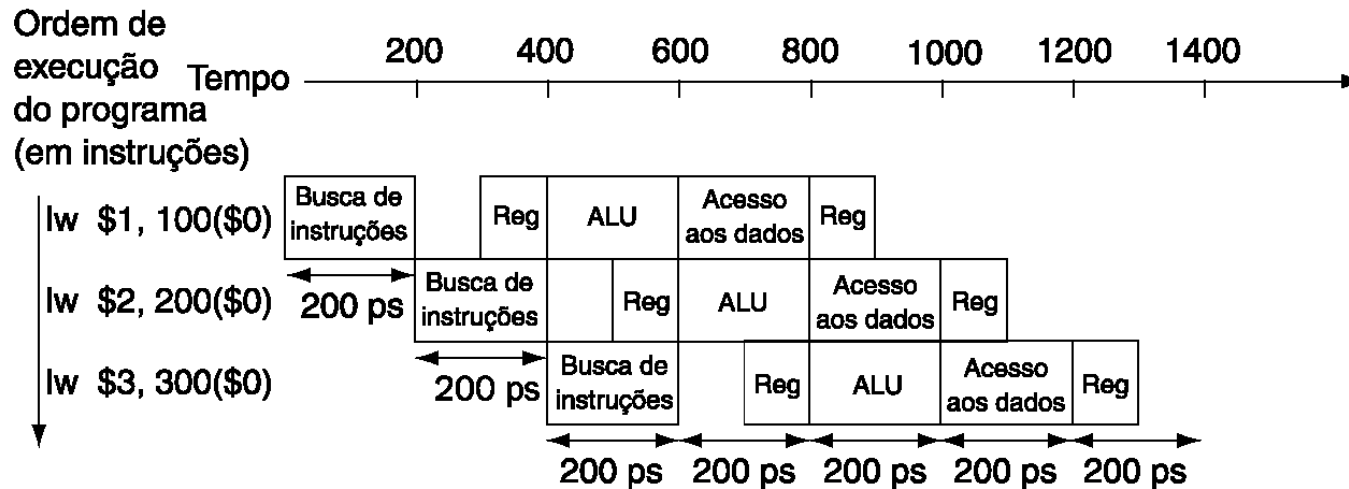 Ordem de
execução
do programa
(em instruções)
Tempo
200 400 600 800 1000 1200 1400
lw $1, 100($0)
Busca de
instruções
Reg
ALU
Acesso
aos dados
Reg
200 ps
lw $2, 200($0)
Busca de
instruções
Reg
ALU
Acesso
aos dados
Reg
200 ps
lw $3, 300($0)
Busca de
instruções
Reg
ALU
Acesso
aos dados
Reg
200 ps 200 ps 200 ps 200 ps 200 ps